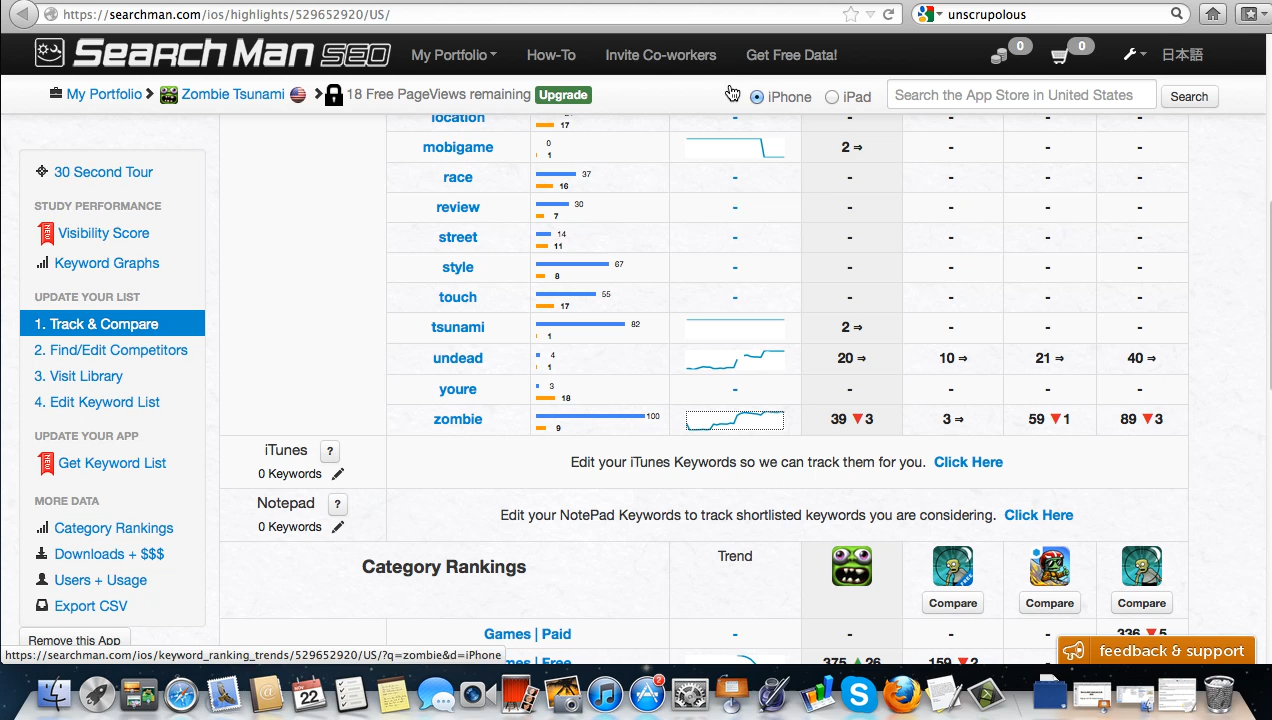 https://searchman.com/ios/highlights/529652920/US/
unscrupolous
SEARCH MAN SEO
My Portfolio
How-To
Invite Co-workers
Get Free Data!
0
0
日本語
My Portfolio
Zombie Tsunami
18 Free PageViews remaining
Upgrade
iPhone
iPad
Search the App Store in United States
Search
30 Second Tour
STUDY PERFORMANCE
NEW
Visibility Score
Keyword Graphs
UPDATE YOUR LIST
1. Track & Compare
2. Find/Edit Competitors
3. Visit Library
4. Edit Keyword List
UPDATE YOUR APP
NEW
Get Keyword List
MORE DATA
Category Rankings
Downloads + $$$
Users + Usage
Export CSV
Remove this App
location 17 - - - - -
mobigame 0 1 2 ⇒ - - -
race 37 16 - - - - -
review 30 7 - - - - -
street 14 11 - - - - -
style 67 8 - - - - -
touch 55 17 - - - - -
tsunami 82 1 2 ⇒ - - -
undead 4 1 20 ⇒ 10 ⇒ 21 ⇒ 40 ⇒
youre 3 18 - - - - -
zombie 100 9 39 ▼3 3 ⇒ 59 ▼1 89 ▼3
iTunes ?
0 Keywords
Edit your iTunes Keywords so we can track them for you. Click Here
Notepad ?
0 Keywords
Edit your NotePad Keywords to track shortlisted keywords you are considering. Click Here
Category Rankings
Trend
FREE
Compare
Compare
Compare
Games | Paid - - - - 336 ▼5
mes | Free 375 ▲26 159 ▼2
feedback & support
https://searchman.com/ios/keyword_ranking_trends/529652920/US/?q=zombie&d=iPhone
NOV
22
2